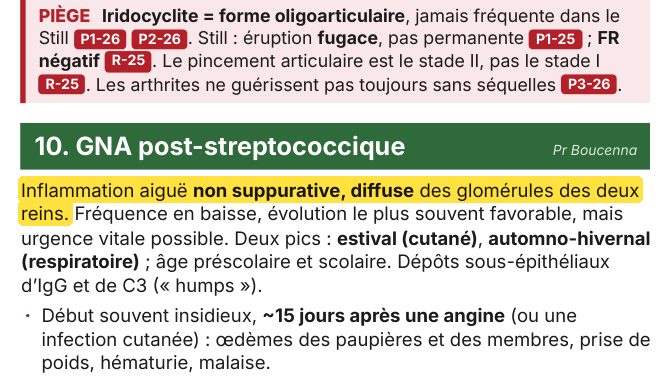 PIÈGE Iridocyclite = forme oligoarticulaire, jamais fréquente dans le
Still P1-26 P2-26. Still : éruption fugace, pas permanente P1-25 ; FR
négatif R-25. Le pincement articulaire est le stade II, pas le stade I
R-25. Les arthrites ne guérissent pas toujours sans séquelles P3-26.
10. GNA post-streptococcique Pr Boucenna
Inflammation aiguë non suppurative, diffuse des glomérules des deux
reins. Fréquence en baisse, évolution le plus souvent favorable, mais
urgence vitale possible. Deux pics : estival (cutané), automno-hivernal
(respiratoire) ; âge préscolaire et scolaire. Dépôts sous-épithéliaux
d'IgG et de C3 (« humps »).
· Début souvent insidieux, ~15 jours après une angine (ou une
infection cutanée) : œdèmes des paupières et des membres, prise de
poids, hématurie, malaise.